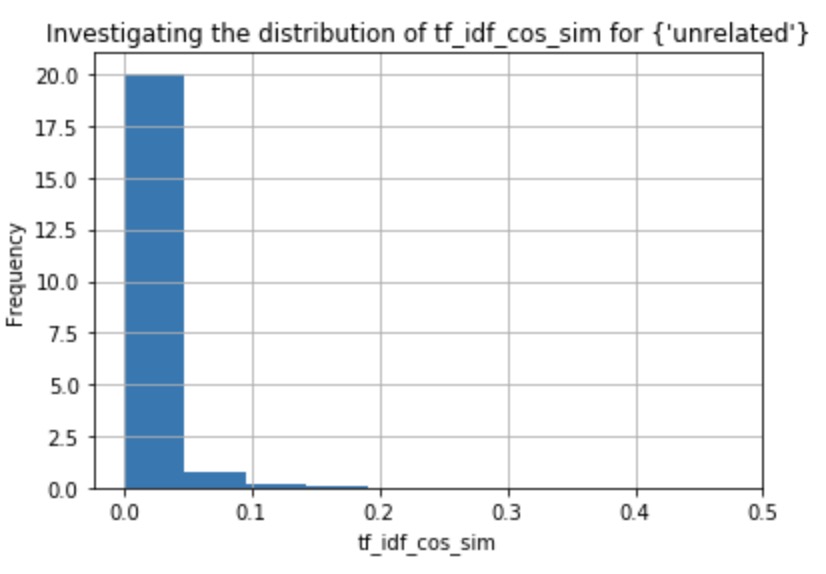 Investigating the distribution of tf_idf_cos_sim for {'unrelated'}
20.0
17.5
15.0
12.5
10.0
7.5
5.0
2.5
0.0
Frequency
0.0 0.1 0.2 0.3 0.4 0.5
tf_idf_cos_sim